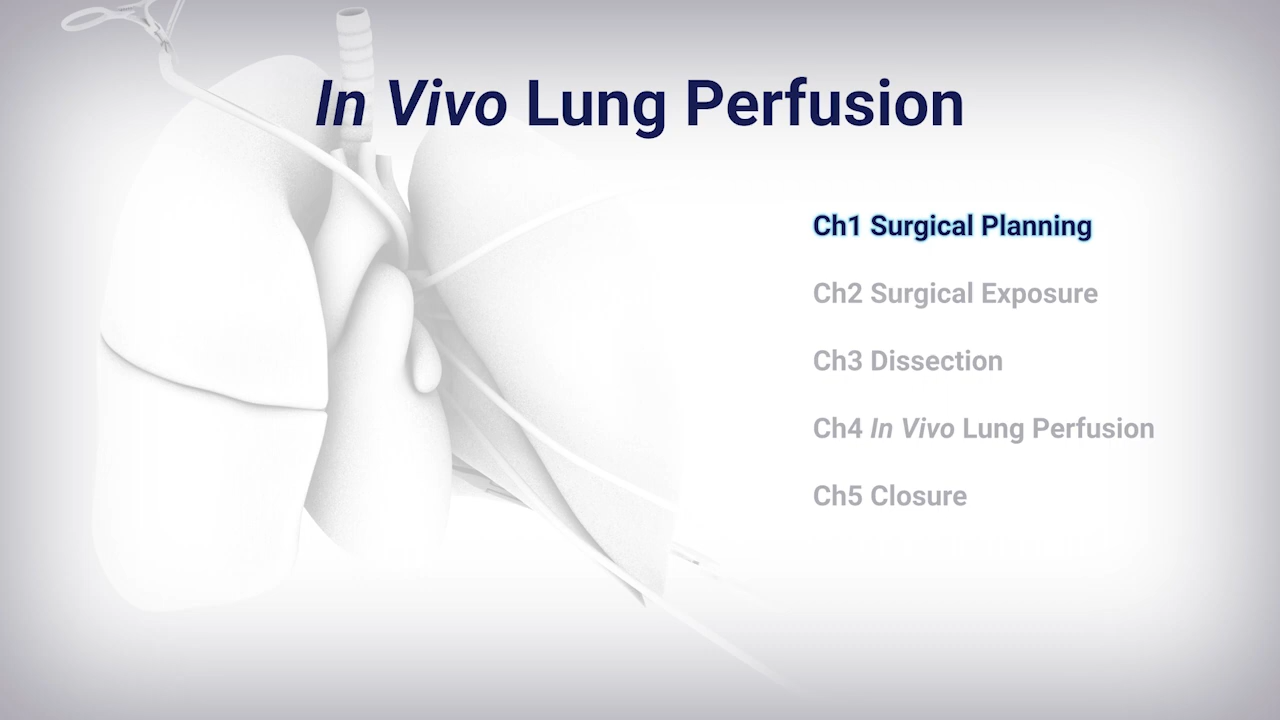 In Vivo Lung Perfusion
Ch1 Surgical Planning
Ch2 Surgical Exposure
Ch3 Dissection
Ch4 In Vivo Lung Perfusion
Ch5 Closure